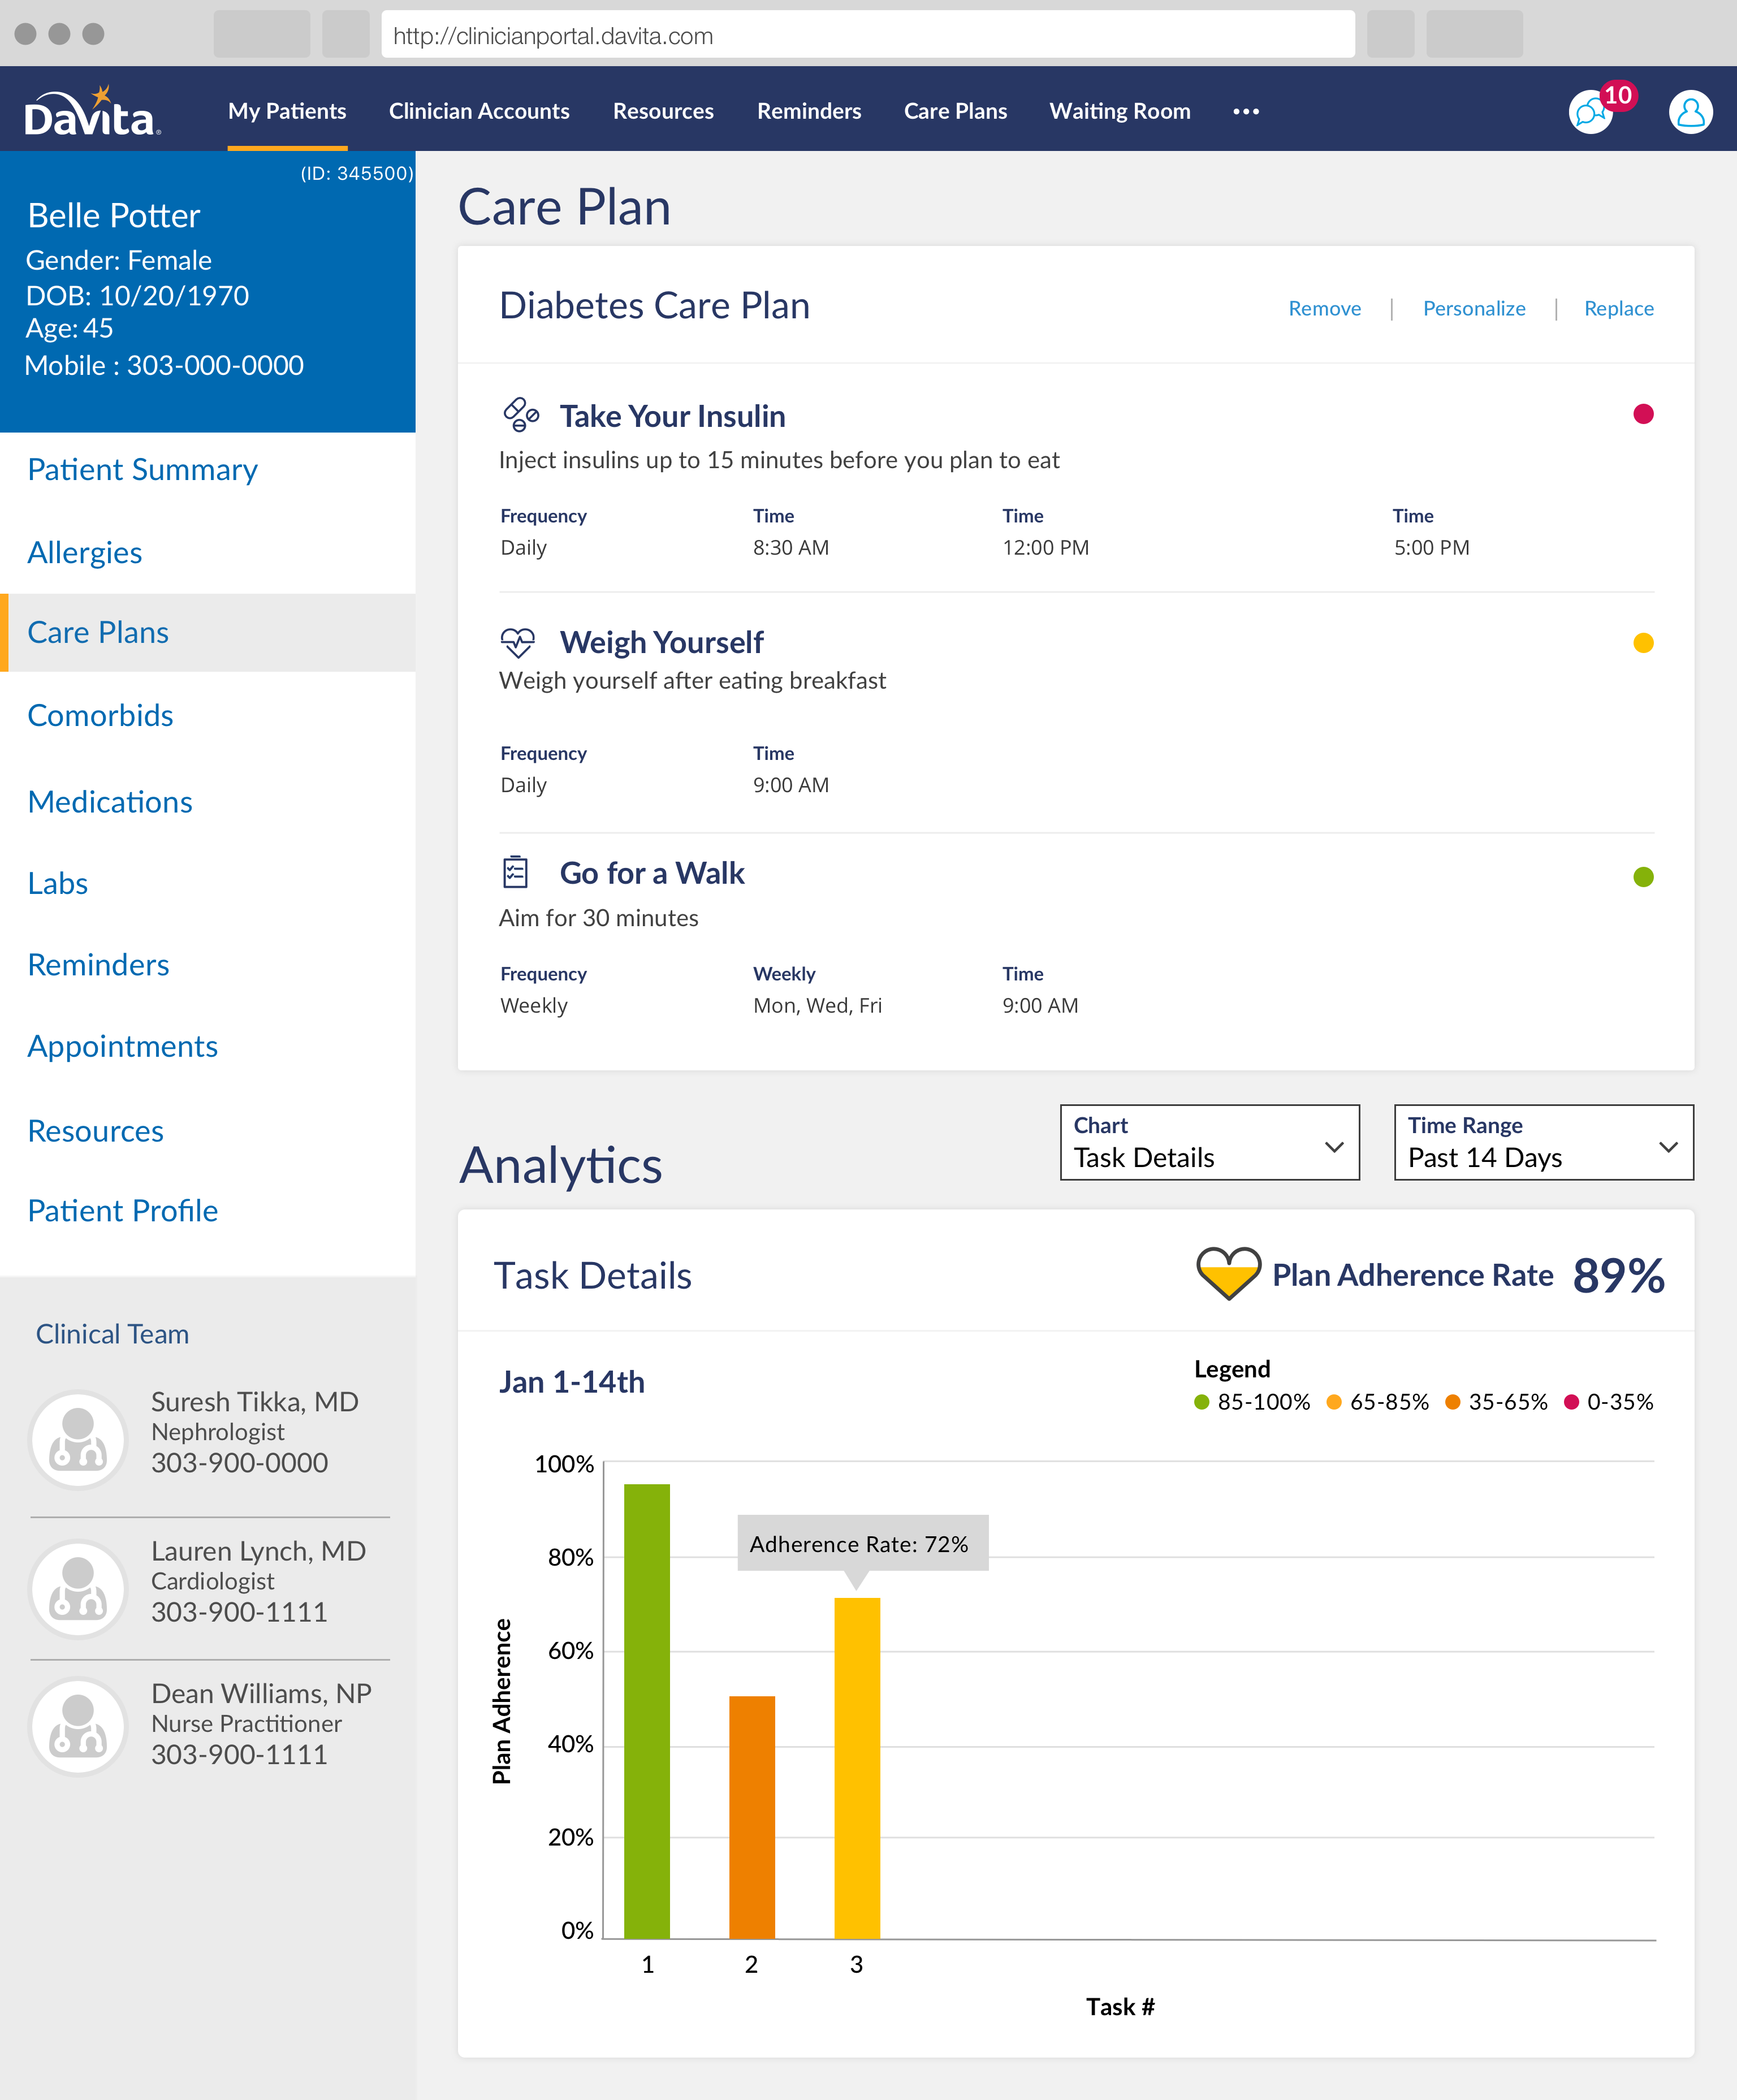 http://clinicianportal.davita.com
DaVita®
My Patients Clinician Accounts Resources Reminders Care Plans Waiting Room ••• 10
(ID: 345500)
Belle Potter
Gender: Female
DOB: 10/20/1970
Age: 45
Mobile : 303-000-0000
Patient Summary
Allergies
Care Plans
Comorbids
Medications
Labs
Reminders
Appointments
Resources
Patient Profile
Clinical Team
Suresh Tikka, MD
Nephrologist
303-900-0000
Lauren Lynch, MD
Cardiologist
303-900-1111
Dean Williams, NP
Nurse Practitioner
303-900-1111
Care Plan
Diabetes Care Plan Remove | Personalize | Replace
Take Your Insulin
Inject insulins up to 15 minutes before you plan to eat
Frequency Time Time Time
Daily 8:30 AM 12:00 PM 5:00 PM
Weigh Yourself
Weigh yourself after eating breakfast
Frequency Time
Daily 9:00 AM
Go for a Walk
Aim for 30 minutes
Frequency Weekly Time
Weekly Mon, Wed, Fri 9:00 AM
Analytics
Chart
Task Details
Time Range
Past 14 Days
Task Details Plan Adherence Rate 89%
Jan 1-14th
Legend
85-100% 65-85% 35-65% 0-35%
Plan Adherence
100%
80%
60%
40%
20%
0%
Adherence Rate: 72%
1 2 3
Task #